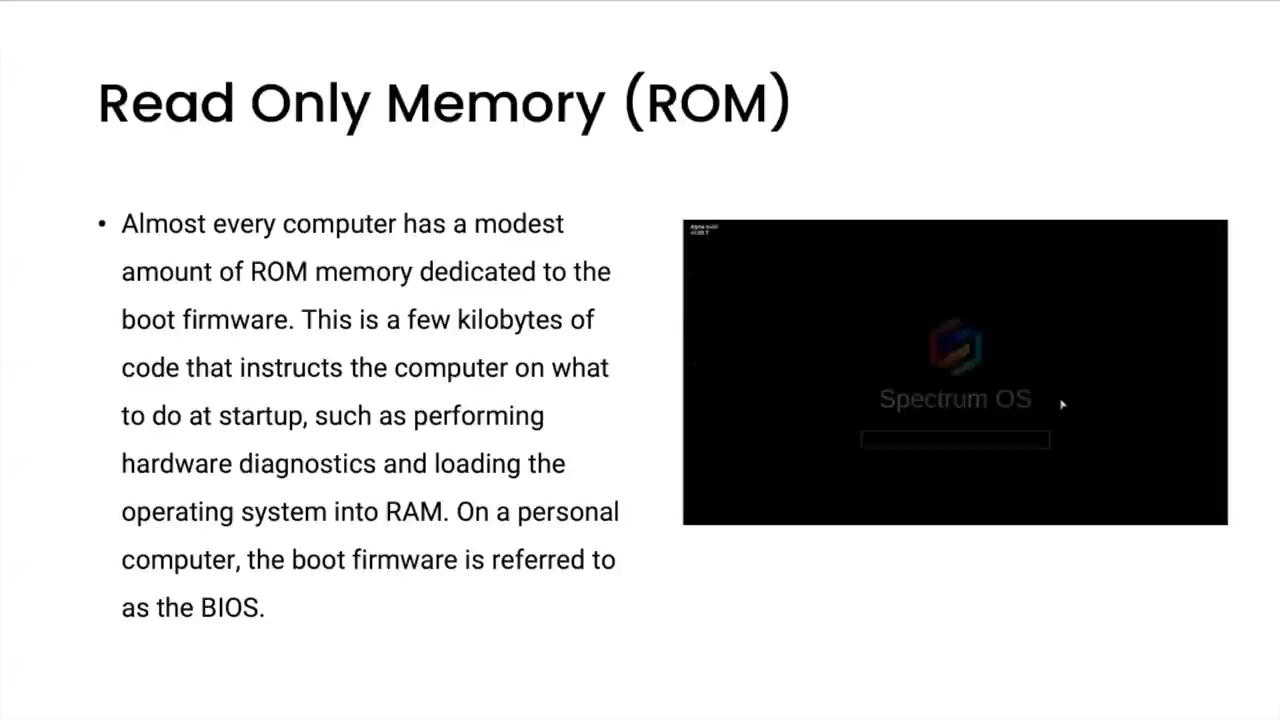 Read Only Memory (ROM)
• Almost every computer has a modest
amount of ROM memory dedicated to the
boot firmware. This is a few kilobytes of
code that instructs the computer on what
to do at startup, such as performing
hardware diagnostics and loading the
operating system into RAM. On a personal
computer, the boot firmware is referred to
as the BIOS.
Alpha
Spectrum OS